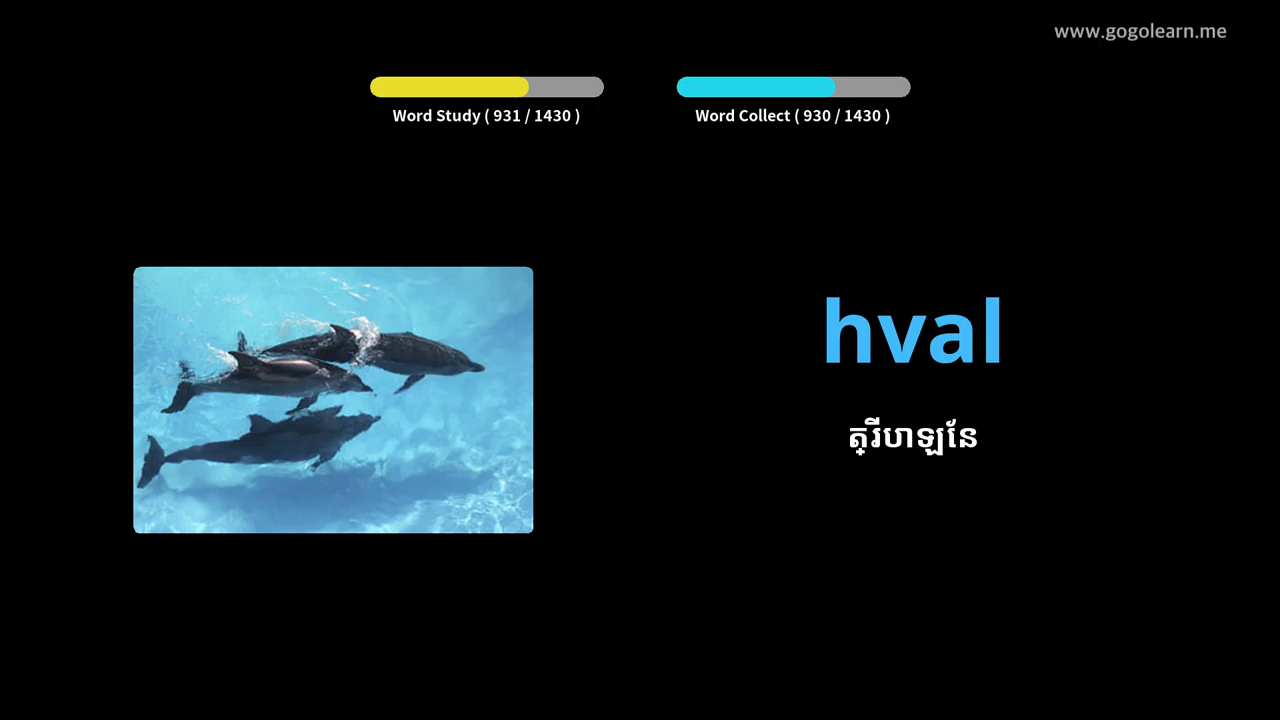 www.gogolearn.me
Word Study ( 931 / 1430 )
Word Collect ( 930 / 1430 )
hval
ត្រីបាឡែន